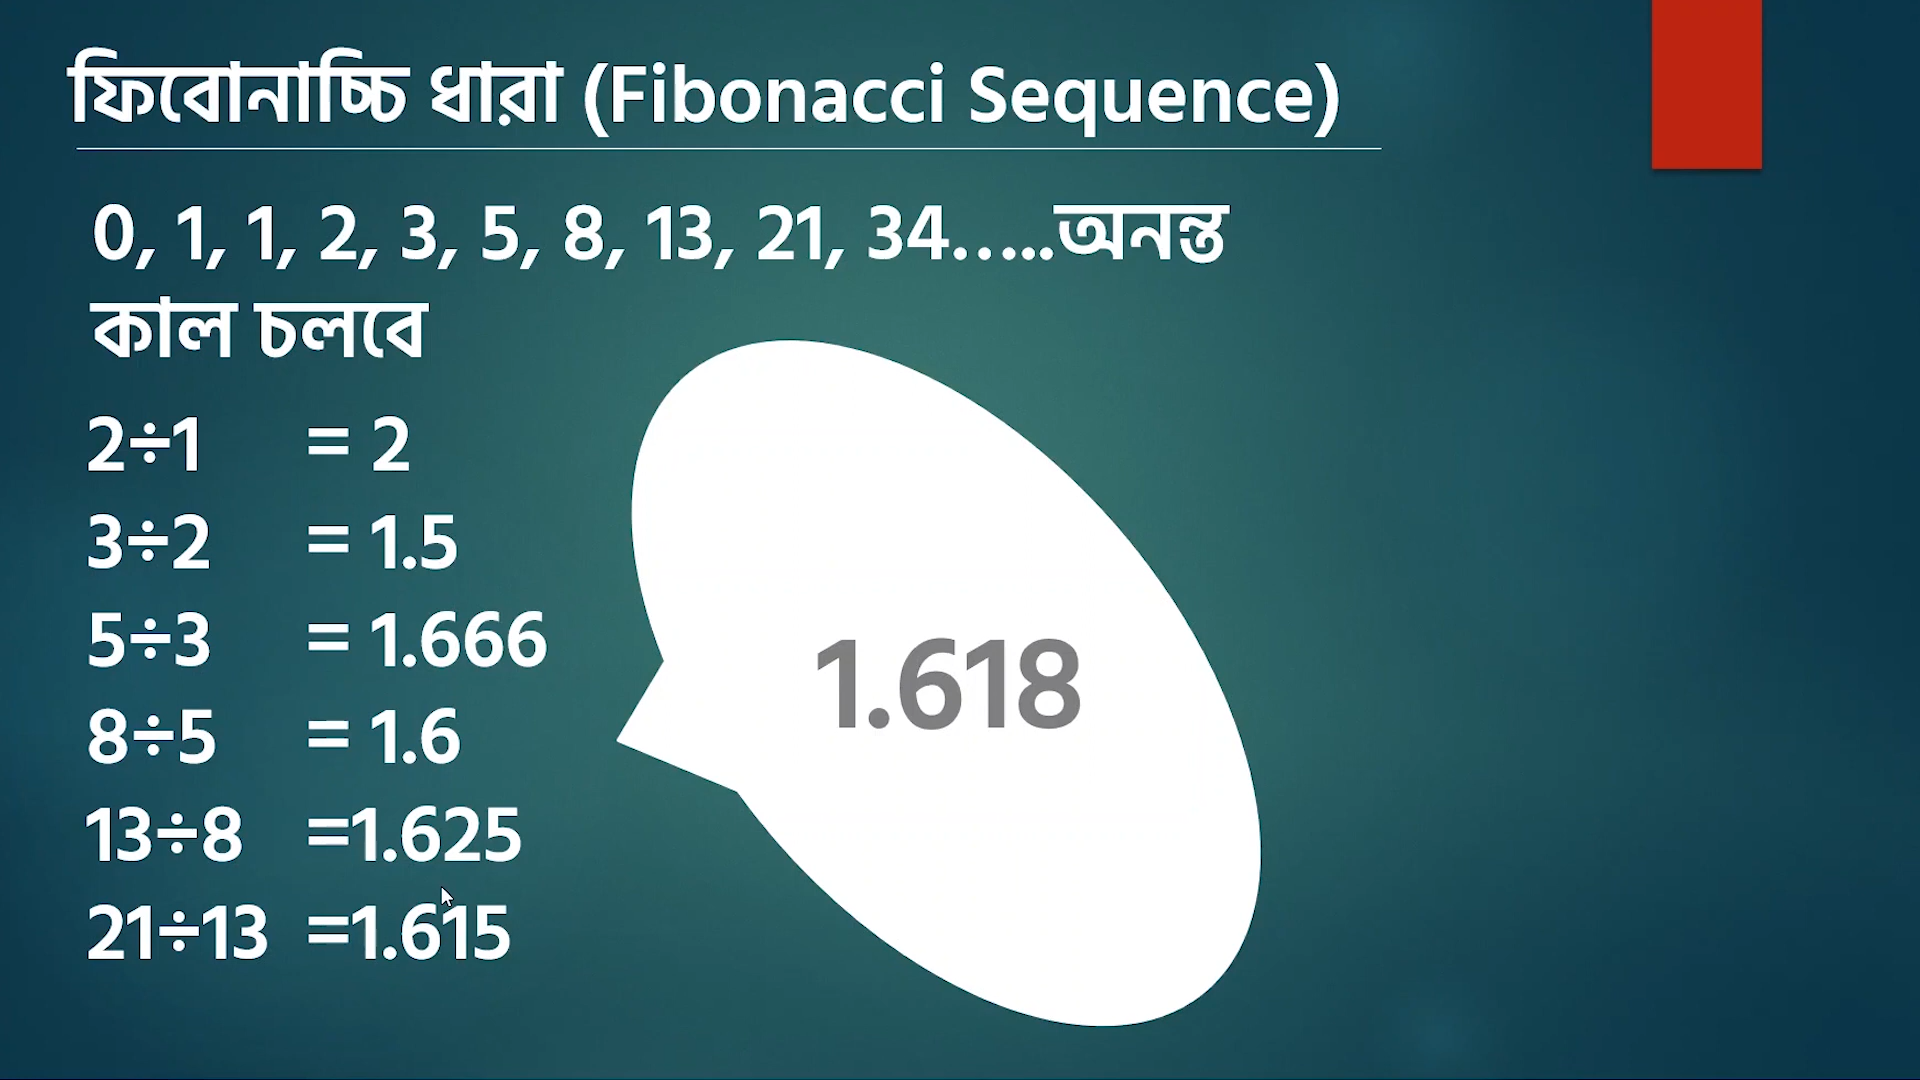 ফিবোনাচ্চি ধারা (Fibonacci Sequence)
0, 1, 1, 2, 3, 5, 8, 13, 21, 34…..অনন্ত
কাল চলবে
2÷1 = 2
3÷2 = 1.5
5÷3 = 1.666
8÷5 = 1.6
13÷8 =1.625
21÷13 =1.615
1.618